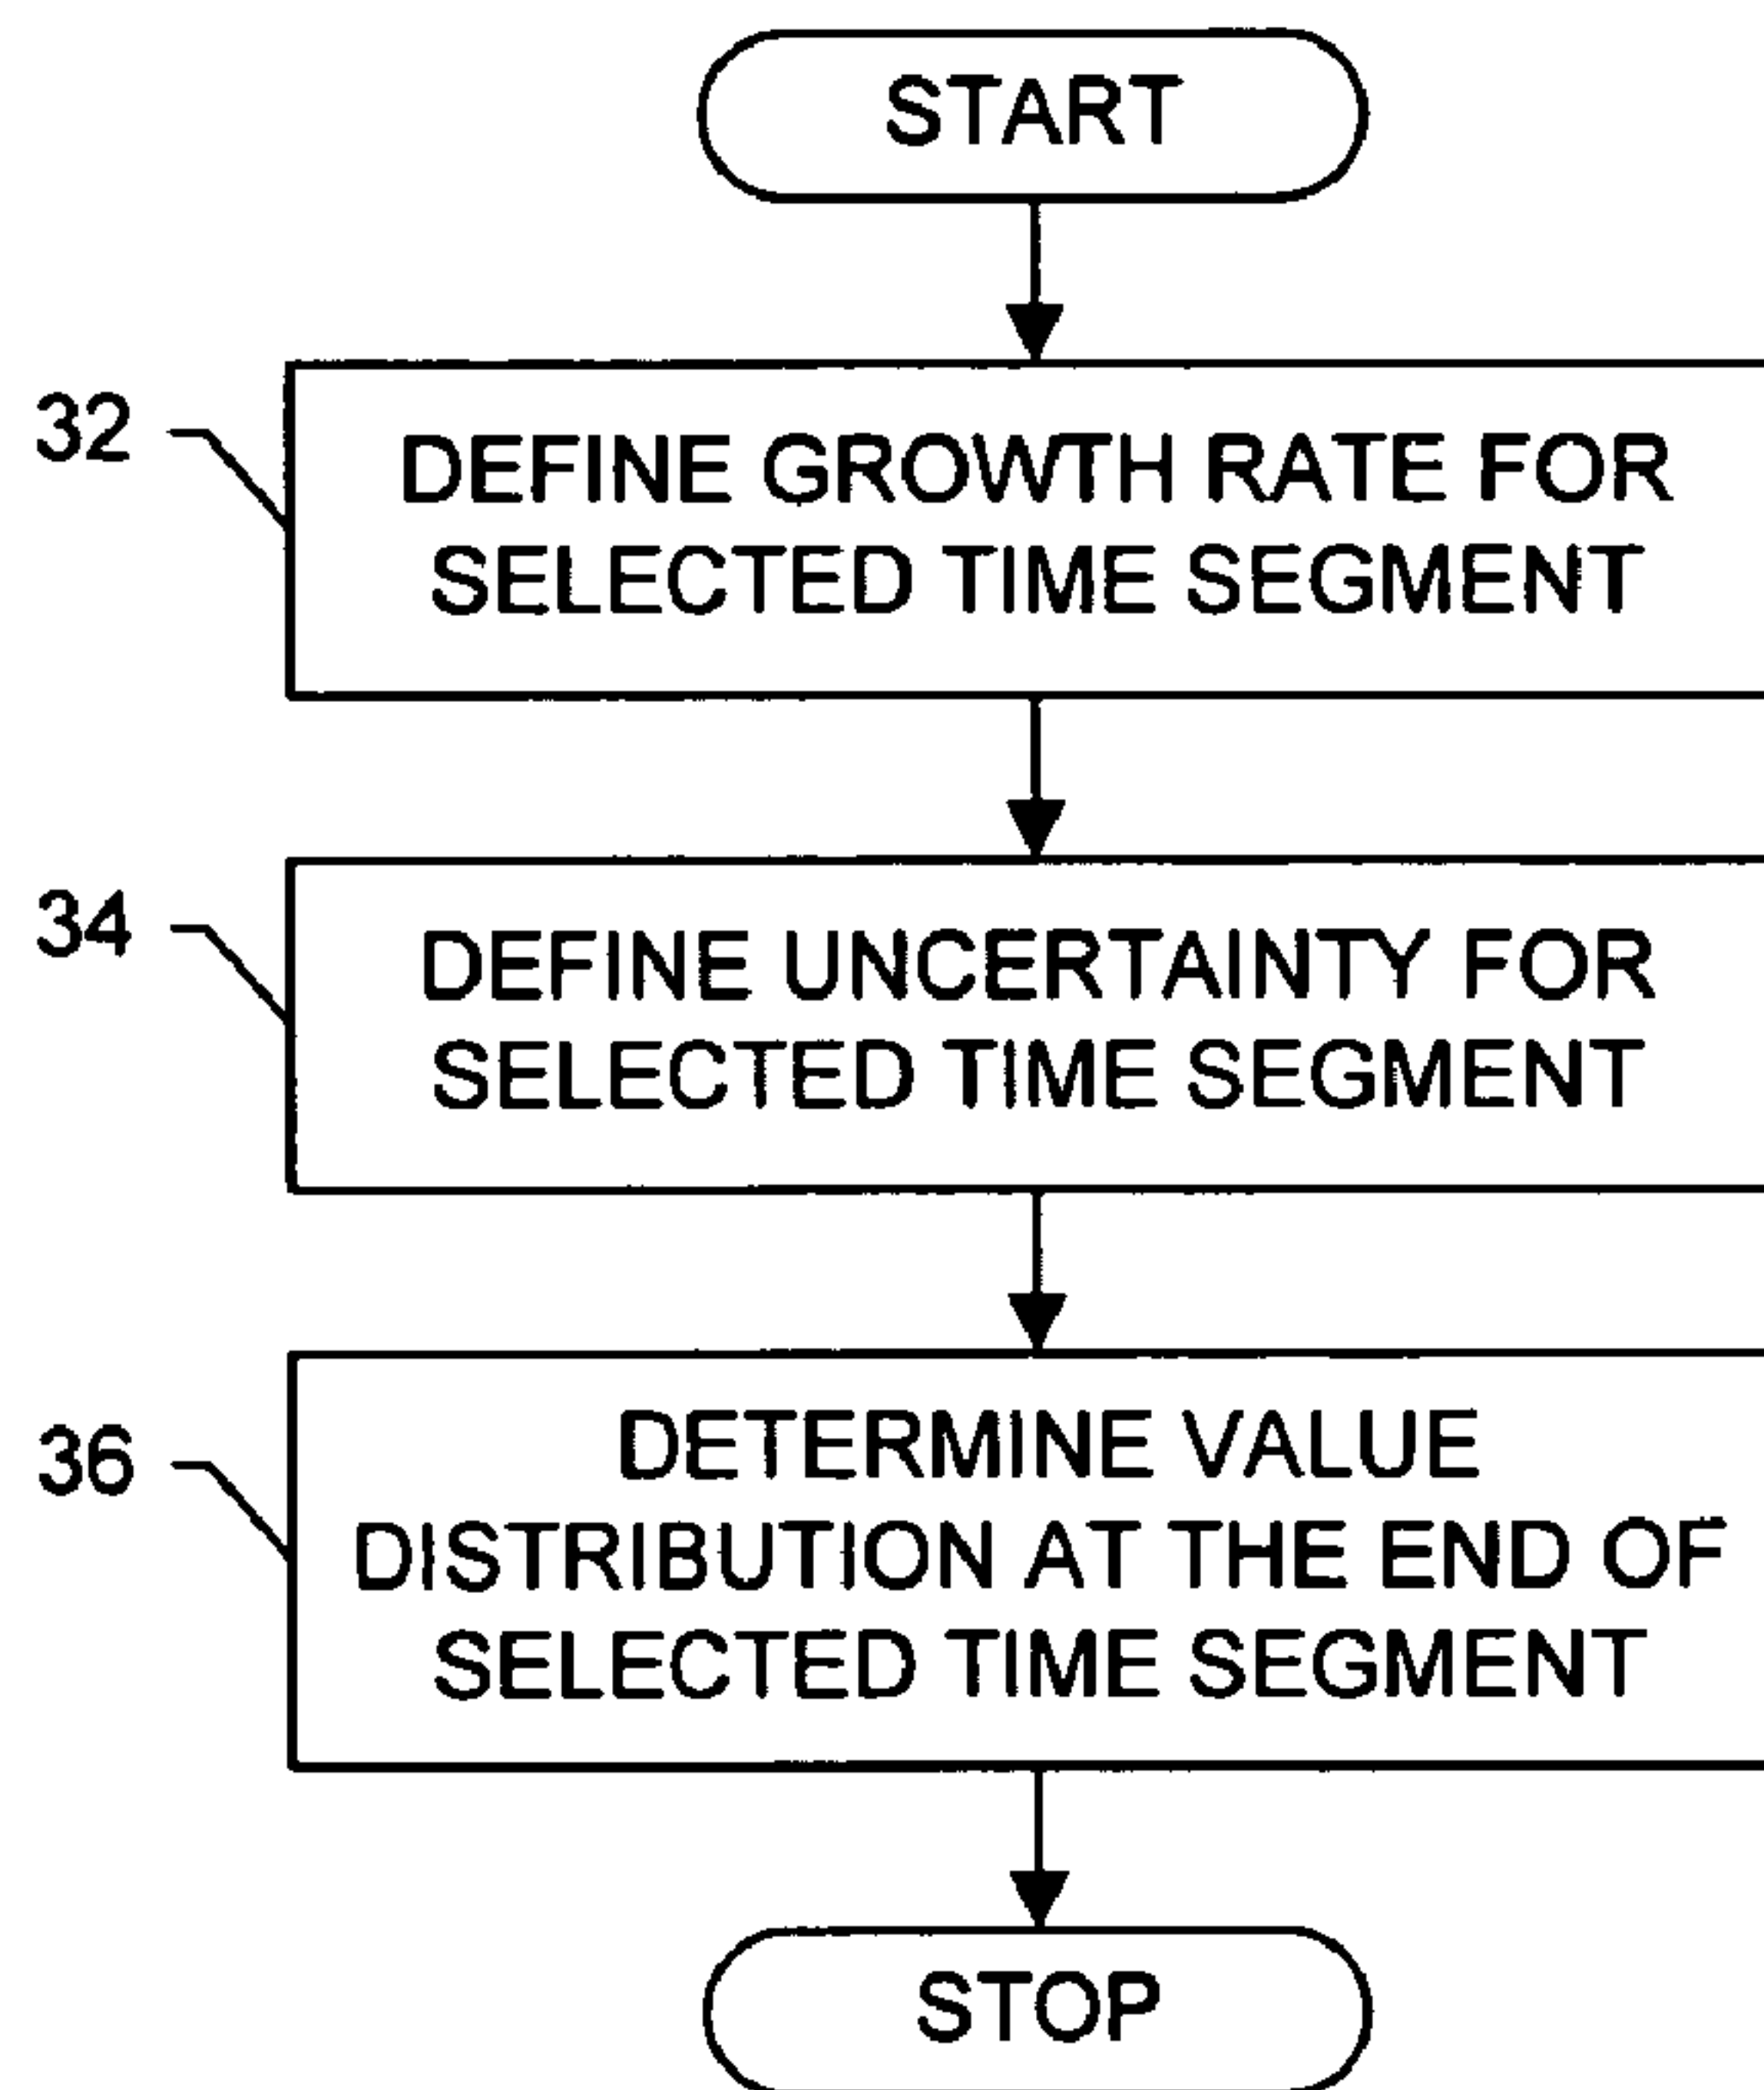 START
32
DEFINE GROWTH RATE FOR
SELECTED TIME SEGMENT
34
DEFINE UNCERTAINTY FOR
SELECTED TIME SEGMENT
36
DETERMINE VALUE
DISTRIBUTION AT THE END OF
SELECTED TIME SEGMENT
STOP